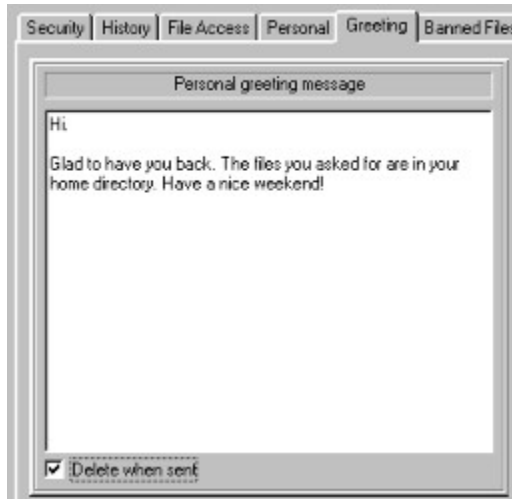 Security History File Access Personal Greeting Banned Files
Personal greeting message
Hi.
Glad to have you back. The files you asked for are in your
home directory. Have a nice weekend!
Delete when sent